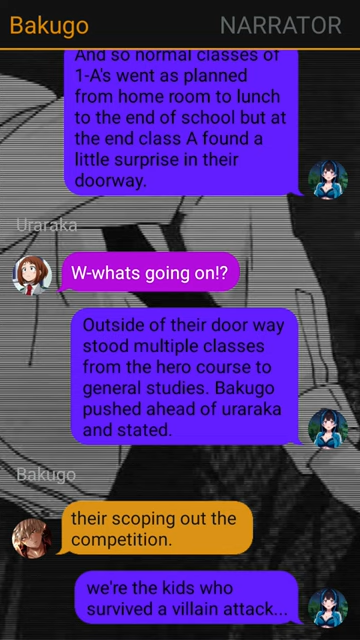 Bakugo NARRATOR
And so normal classes of
1-A's went as planned
from home room to lunch
to the end of school but at
the end class A found a
little surprise in their
doorway.
Uraraka
W-whats going on!?
Outside of their door way
stood multiple classes
from the hero course to
general studies. Bakugo
pushed ahead of uraraka
and stated.
Bakugo
their scoping out the
competition.
we're the kids who
survived a villain attack...